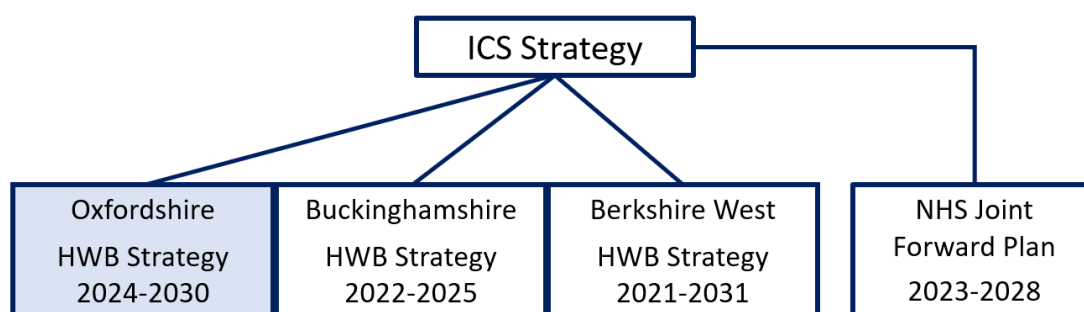 ICS Strategy
Oxfordshire
HWB Strategy
2024-2030
Buckinghamshire
HWB Strategy
2022-2025
Berkshire West
HWB Strategy
2021-2031
NHS Joint
Forward Plan
2023-2028